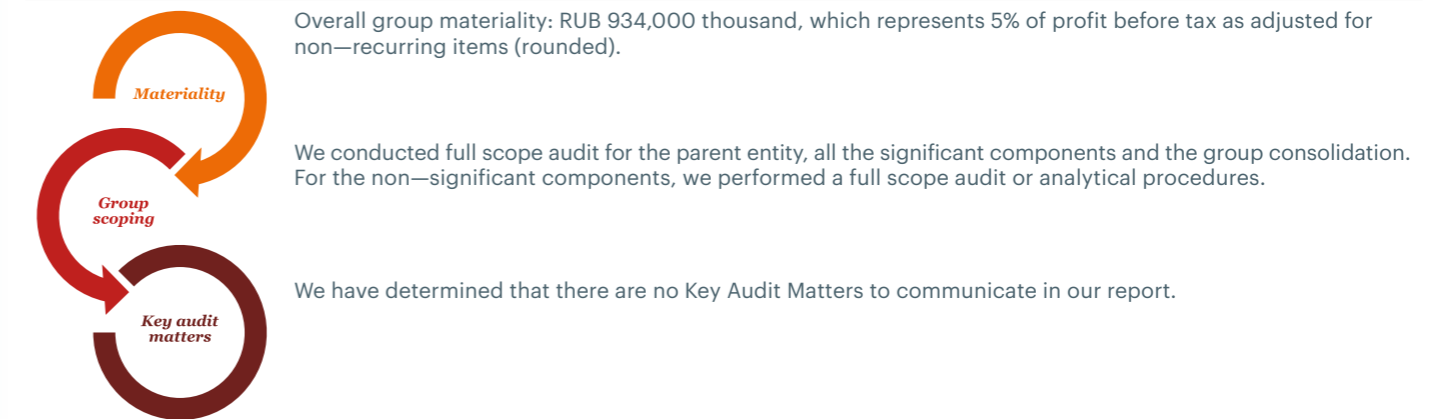 Materiality
Overall group materiality: RUB 934,000 thousand, which represents 5% of profit before tax as adjusted for
non—recurring items (rounded).
Group
scoping
We conducted full scope audit for the parent entity, all the significant components and the group consolidation.
For the non—significant components, we performed a full scope audit or analytical procedures.
Key audit
matters
We have determined that there are no Key Audit Matters to communicate in our report.